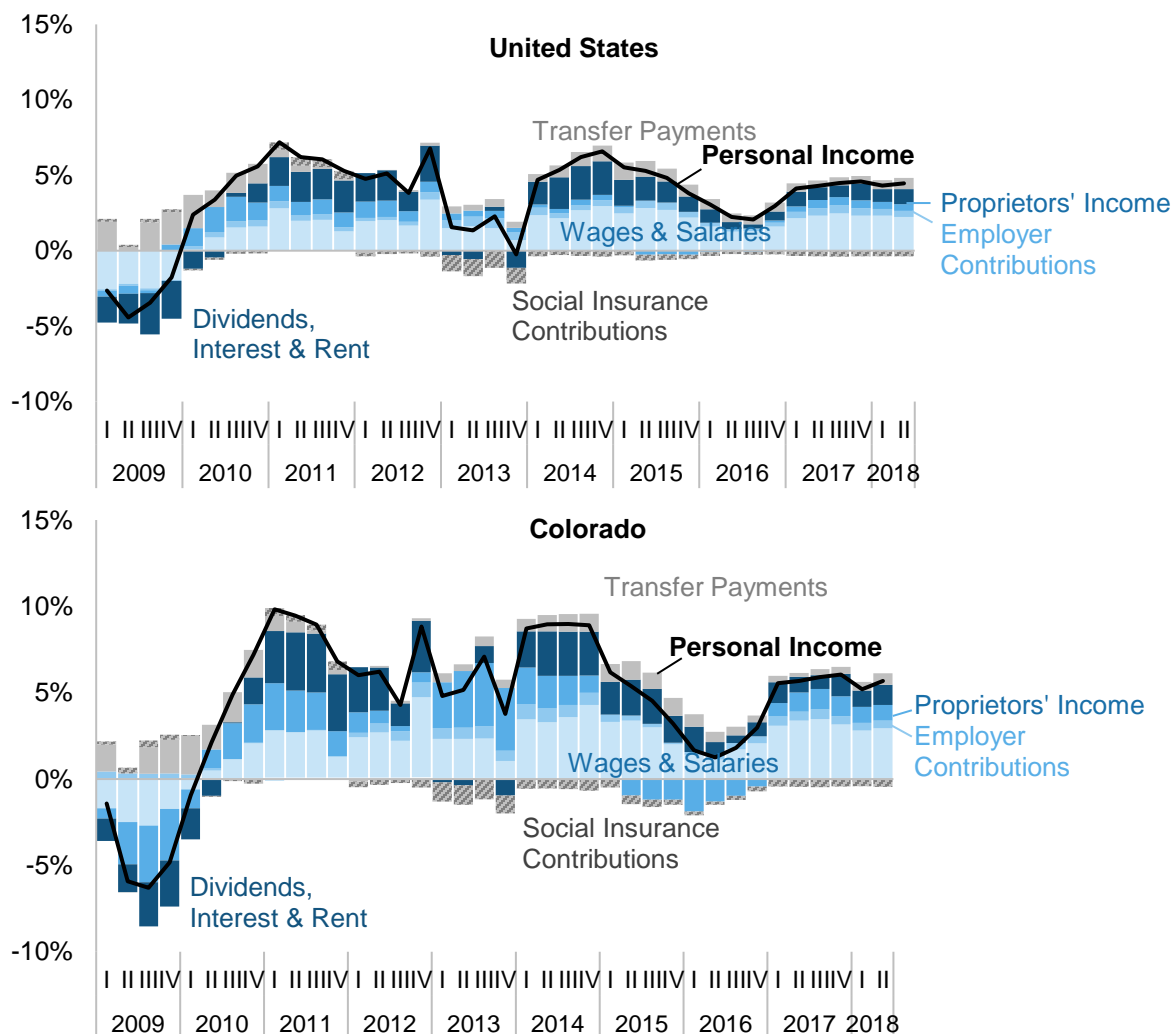 United States
15%
10%
5%
0%
-5%
-10%
Transfer Payments
Personal Income
Proprietors' Income
Employer
Contributions
Wages & Salaries
Social Insurance
Contributions
Dividends,
Interest & Rent
I II III IV I II III IV I II III IV I II III IV I II III IV I II III IV I II III IV I II III IV I II III IV I II
2009 2010 2011 2012 2013 2014 2015 2016 2017 2018
Colorado
15%
10%
5%
0%
-5%
-10%
Transfer Payments
Personal Income
Proprietors' Income
Employer
Contributions
Wages & Salaries
Social Insurance
Contributions
Dividends,
Interest & Rent
I II III IV I II III IV I II III IV I II III IV I II III IV I II III IV I II III IV I II III IV I II III IV I II
2009 2010 2011 2012 2013 2014 2015 2016 2017 2018